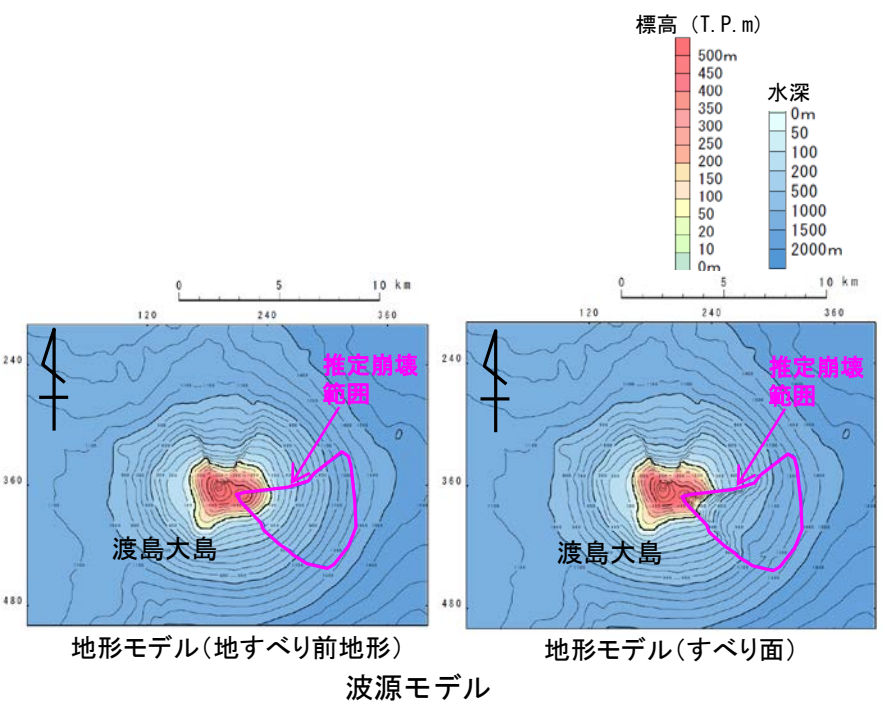 標高 (T.P.m)
500m
450
400
350
300
250
200
150
100
50
20
10
0m
水深
0m
50
100
200
500
1000
1500
2000m
0 5 10 km
120 240 360
240
360
480
推定崩壊
範囲
渡島大島
地形モデル(地すべり前地形)
0 5 10 km
120 240 360
240
360
480
推定崩壊
範囲
渡島大島
地形モデル(すべり面)
波源モデル